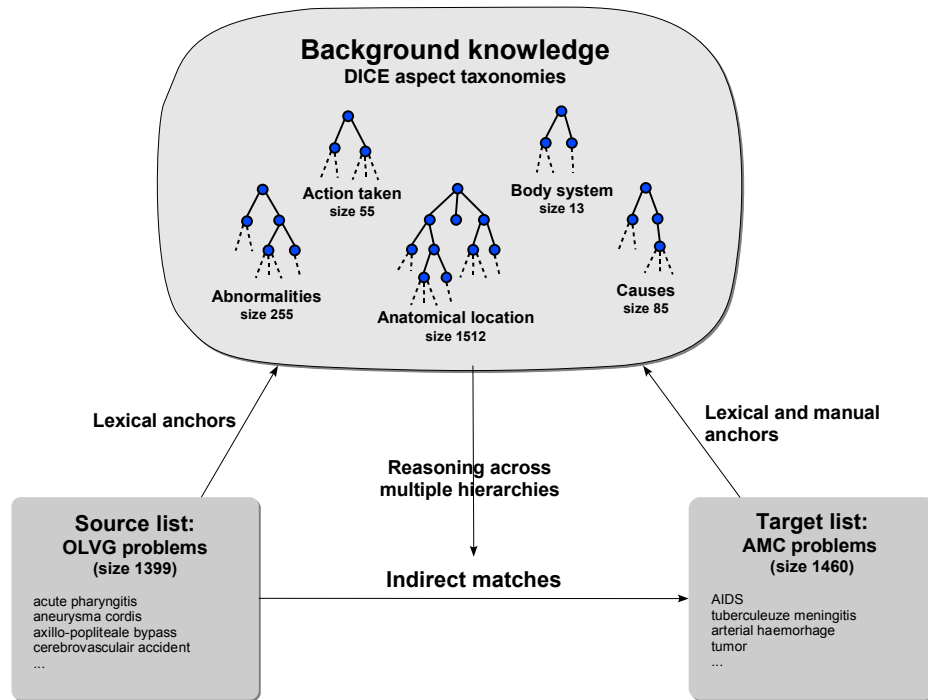 Background knowledge
DICE aspect taxonomies
Action taken
size 55
Body system
size 13
Abnormalities
size 255
Anatomical location
size 1512
Causes
size 85
Lexical anchors
Lexical and manual
anchors
Reasoning across
multiple hierarchies
Source list:
OLVG problems
(size 1399)
acute pharyngitis
aneurysma cordis
axillo-popliteale bypass
cerebrovasculair accident
...
Indirect matches
Target list:
AMC problems
(size 1460)
AIDS
tuberculeuze meningitis
arterial haemorhage
tumor
...